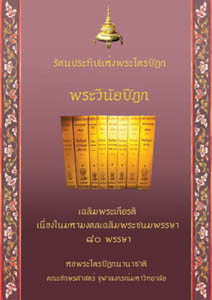 รัตนประทีปแห่งพระไตรปิฎก
พระวินัยปิฎก
เฉลิมพระเกียรติ
เนื่องในมหามงคลเฉลิมพระชนมพรรษา
๘๐ พรรษา
หอพระไตรปิฎกนานาชาติ
คณะอักษรศาสตร์ จุฬาลงกรณ์มหาวิทยาลัย